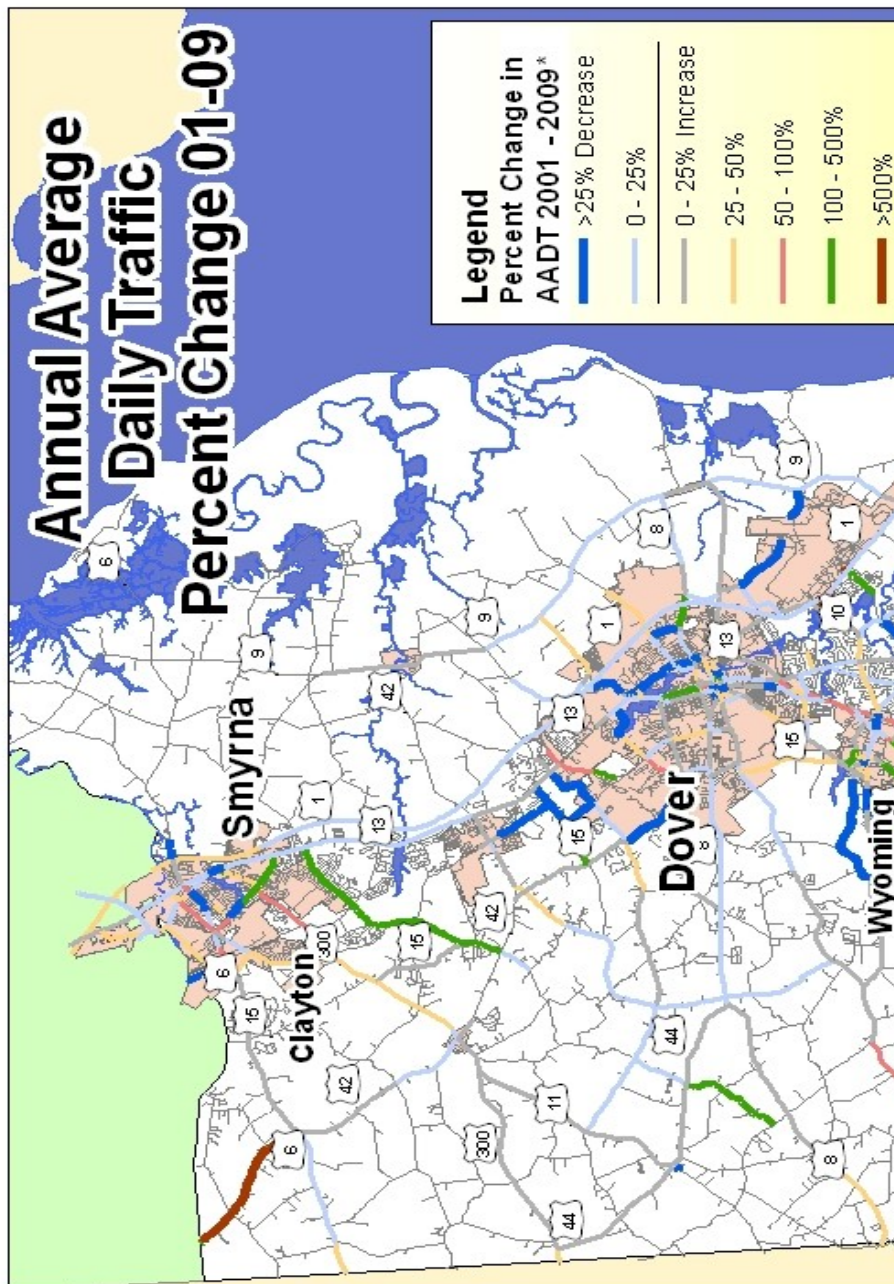 Annual Average
Daily Traffic
Percent Change 01-09
6
6
Smyrna
15
9
6
Clayton
1
300
42
13
42
15
300
42
9
11
44
13
15
1
8
44
Dover
8
13
15
9
8
10
1
Wyoming
Legend
Percent Change in
AADT 2001 - 2009*
>25% Decrease
0 - 25%
0 - 25% Increase
25 - 50%
50 - 100%
100 - 500%
>500%